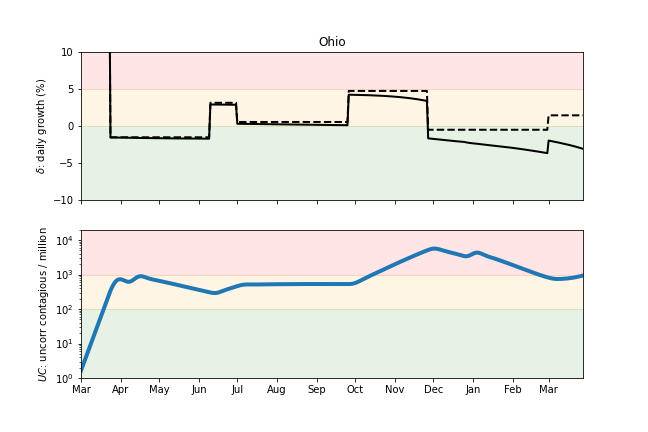 Ohio
δ: daily growth (%)
10
5
0
−5
−10
UC: uncorr contagious / million
10⁴
10³
10²
10¹
10⁰
Mar Apr May Jun Jul Aug Sep Oct Nov Dec Jan Feb Mar